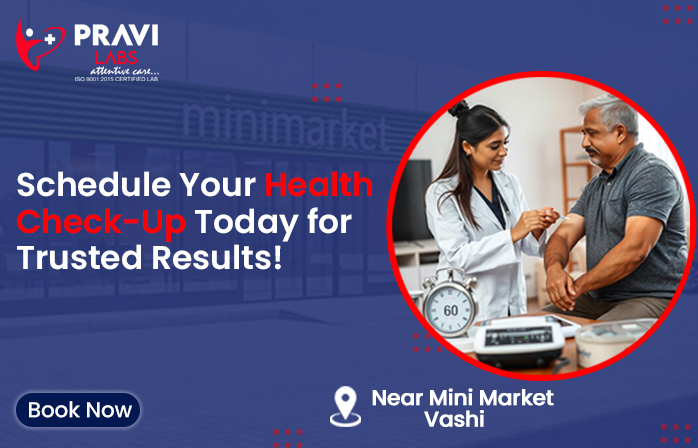 PRAVI
LABS
attentive care...
ISO 9001:2015 CERTIFIED LAB
minimarket
Schedule Your Health
Check-Up Today for
Trusted Results!
60
Book Now
Near Mini Market
Vashi